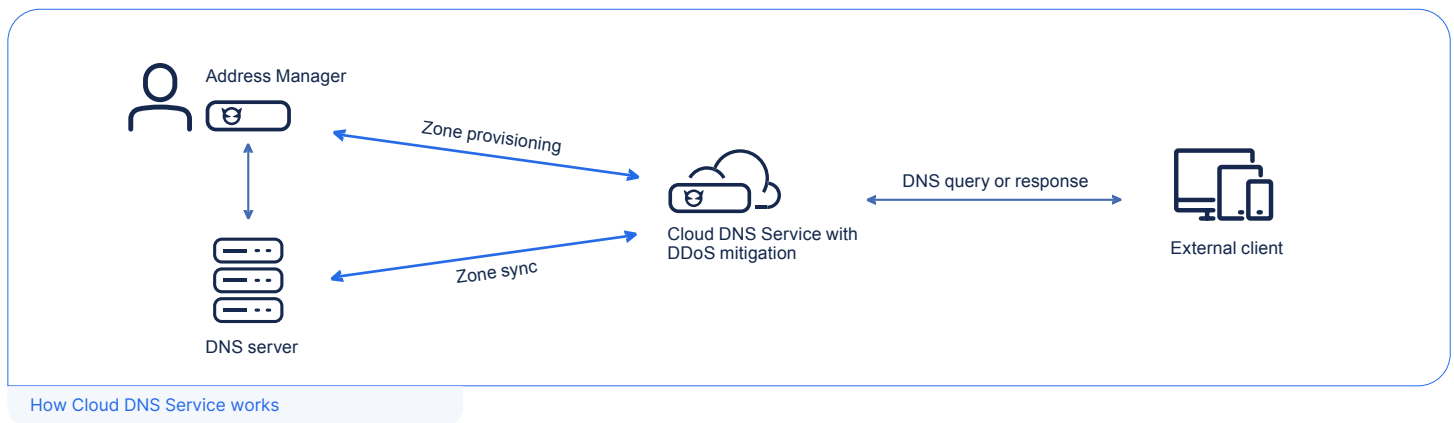 Address Manager
Zone provisioning
DNS query or response
Cloud DNS Service with
DDoS mitigation
External client
Zone sync
DNS server
How Cloud DNS Service works